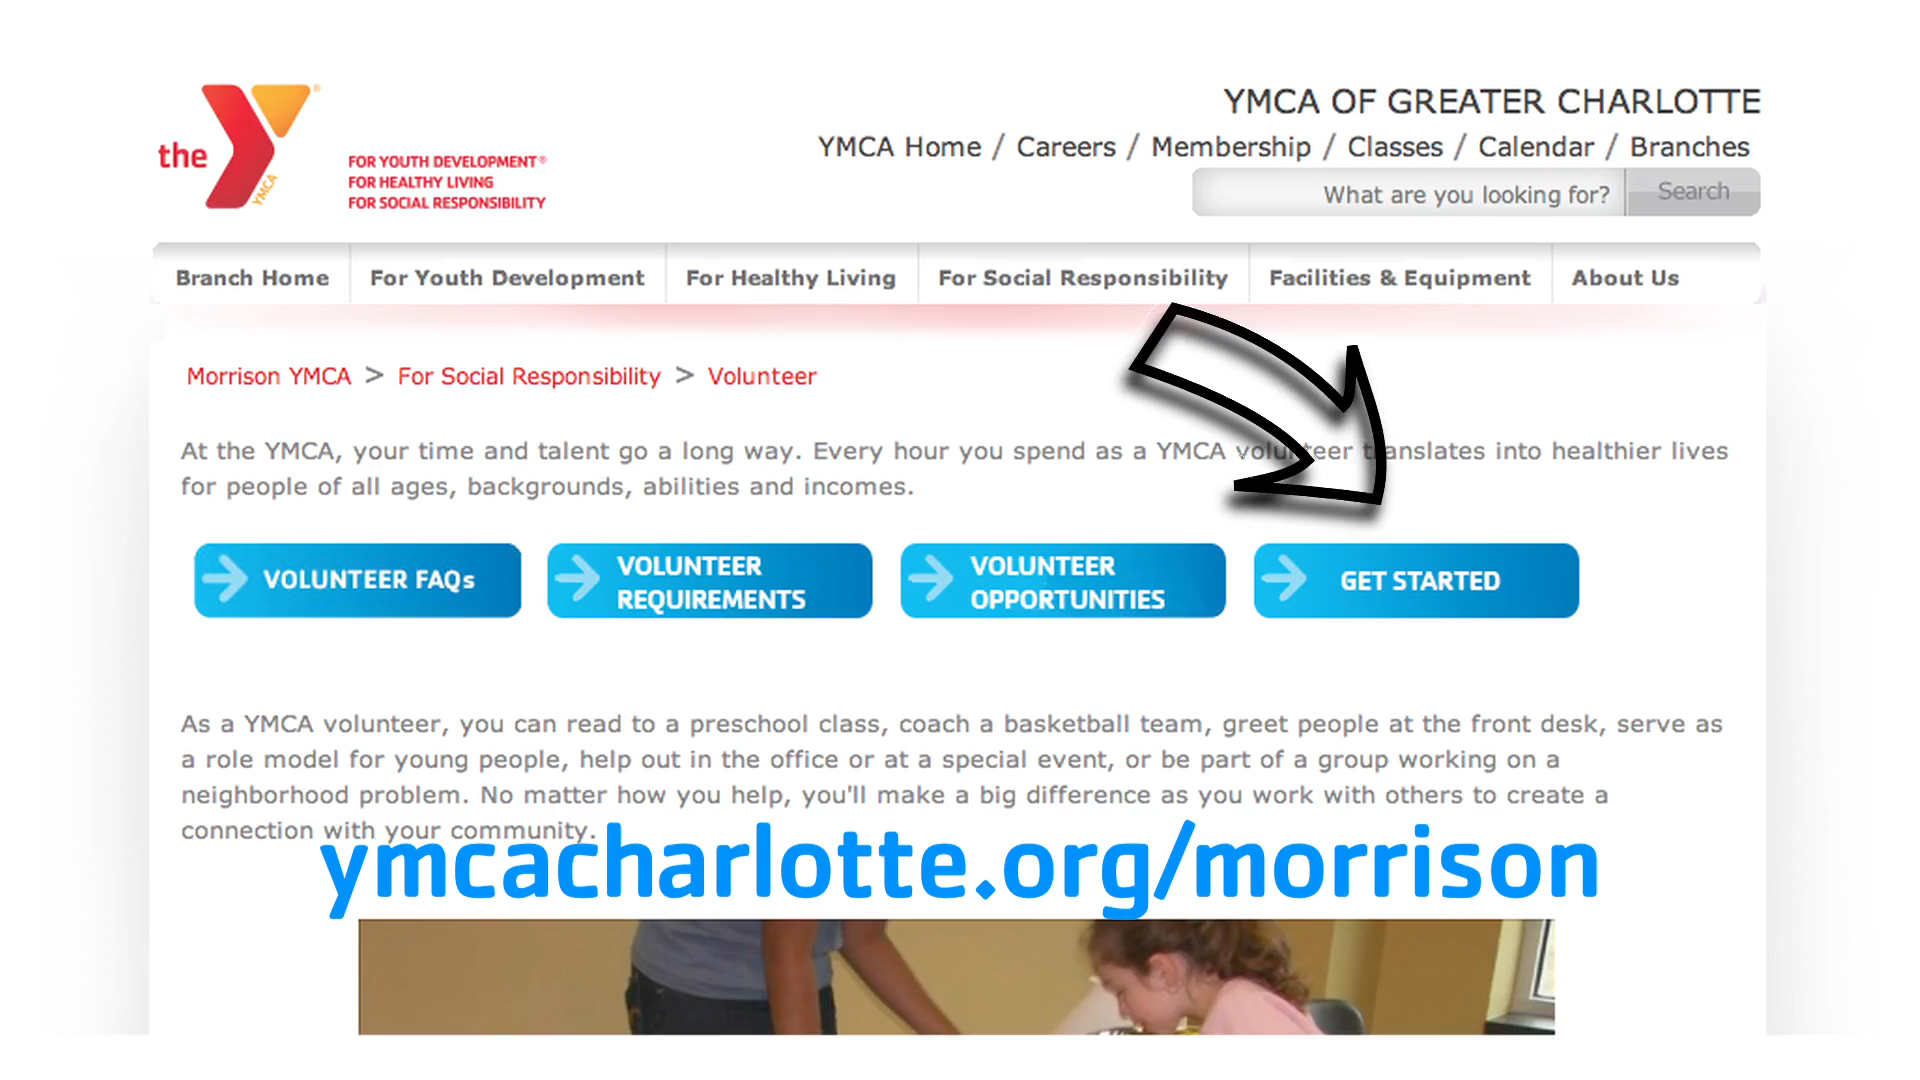 the
YMCA
FOR YOUTH DEVELOPMENT®
FOR HEALTHY LIVING
FOR SOCIAL RESPONSIBILITY
YMCA OF GREATER CHARLOTTE
YMCA Home / Careers / Membership / Classes / Calendar / Branches
What are you looking for? Search
Branch Home For Youth Development For Healthy Living For Social Responsibility Facilities & Equipment About Us
Morrison YMCA > For Social Responsibility > Volunteer
At the YMCA, your time and talent go a long way. Every hour you spend as a YMCA volunteer translates into healthier lives
for people of all ages, backgrounds, abilities and incomes.
VOLUNTEER FAQs
VOLUNTEER
REQUIREMENTS
VOLUNTEER
OPPORTUNITIES
GET STARTED
As a YMCA volunteer, you can read to a preschool class, coach a basketball team, greet people at the front desk, serve as
a role model for young people, help out in the office or at a special event, or be part of a group working on a
neighborhood problem. No matter how you help, you'll make a big difference as you work with others to create a
connection with your community.
ymcacharlotte.org/morrison